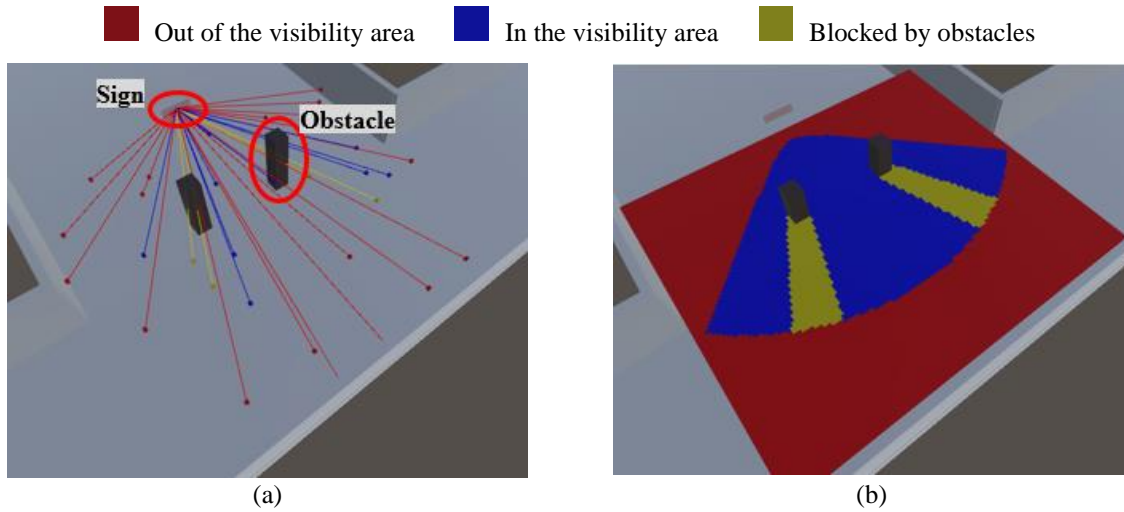 Out of the visibility area In the visibility area Blocked by obstacles
Sign
Obstacle
(a) (b)